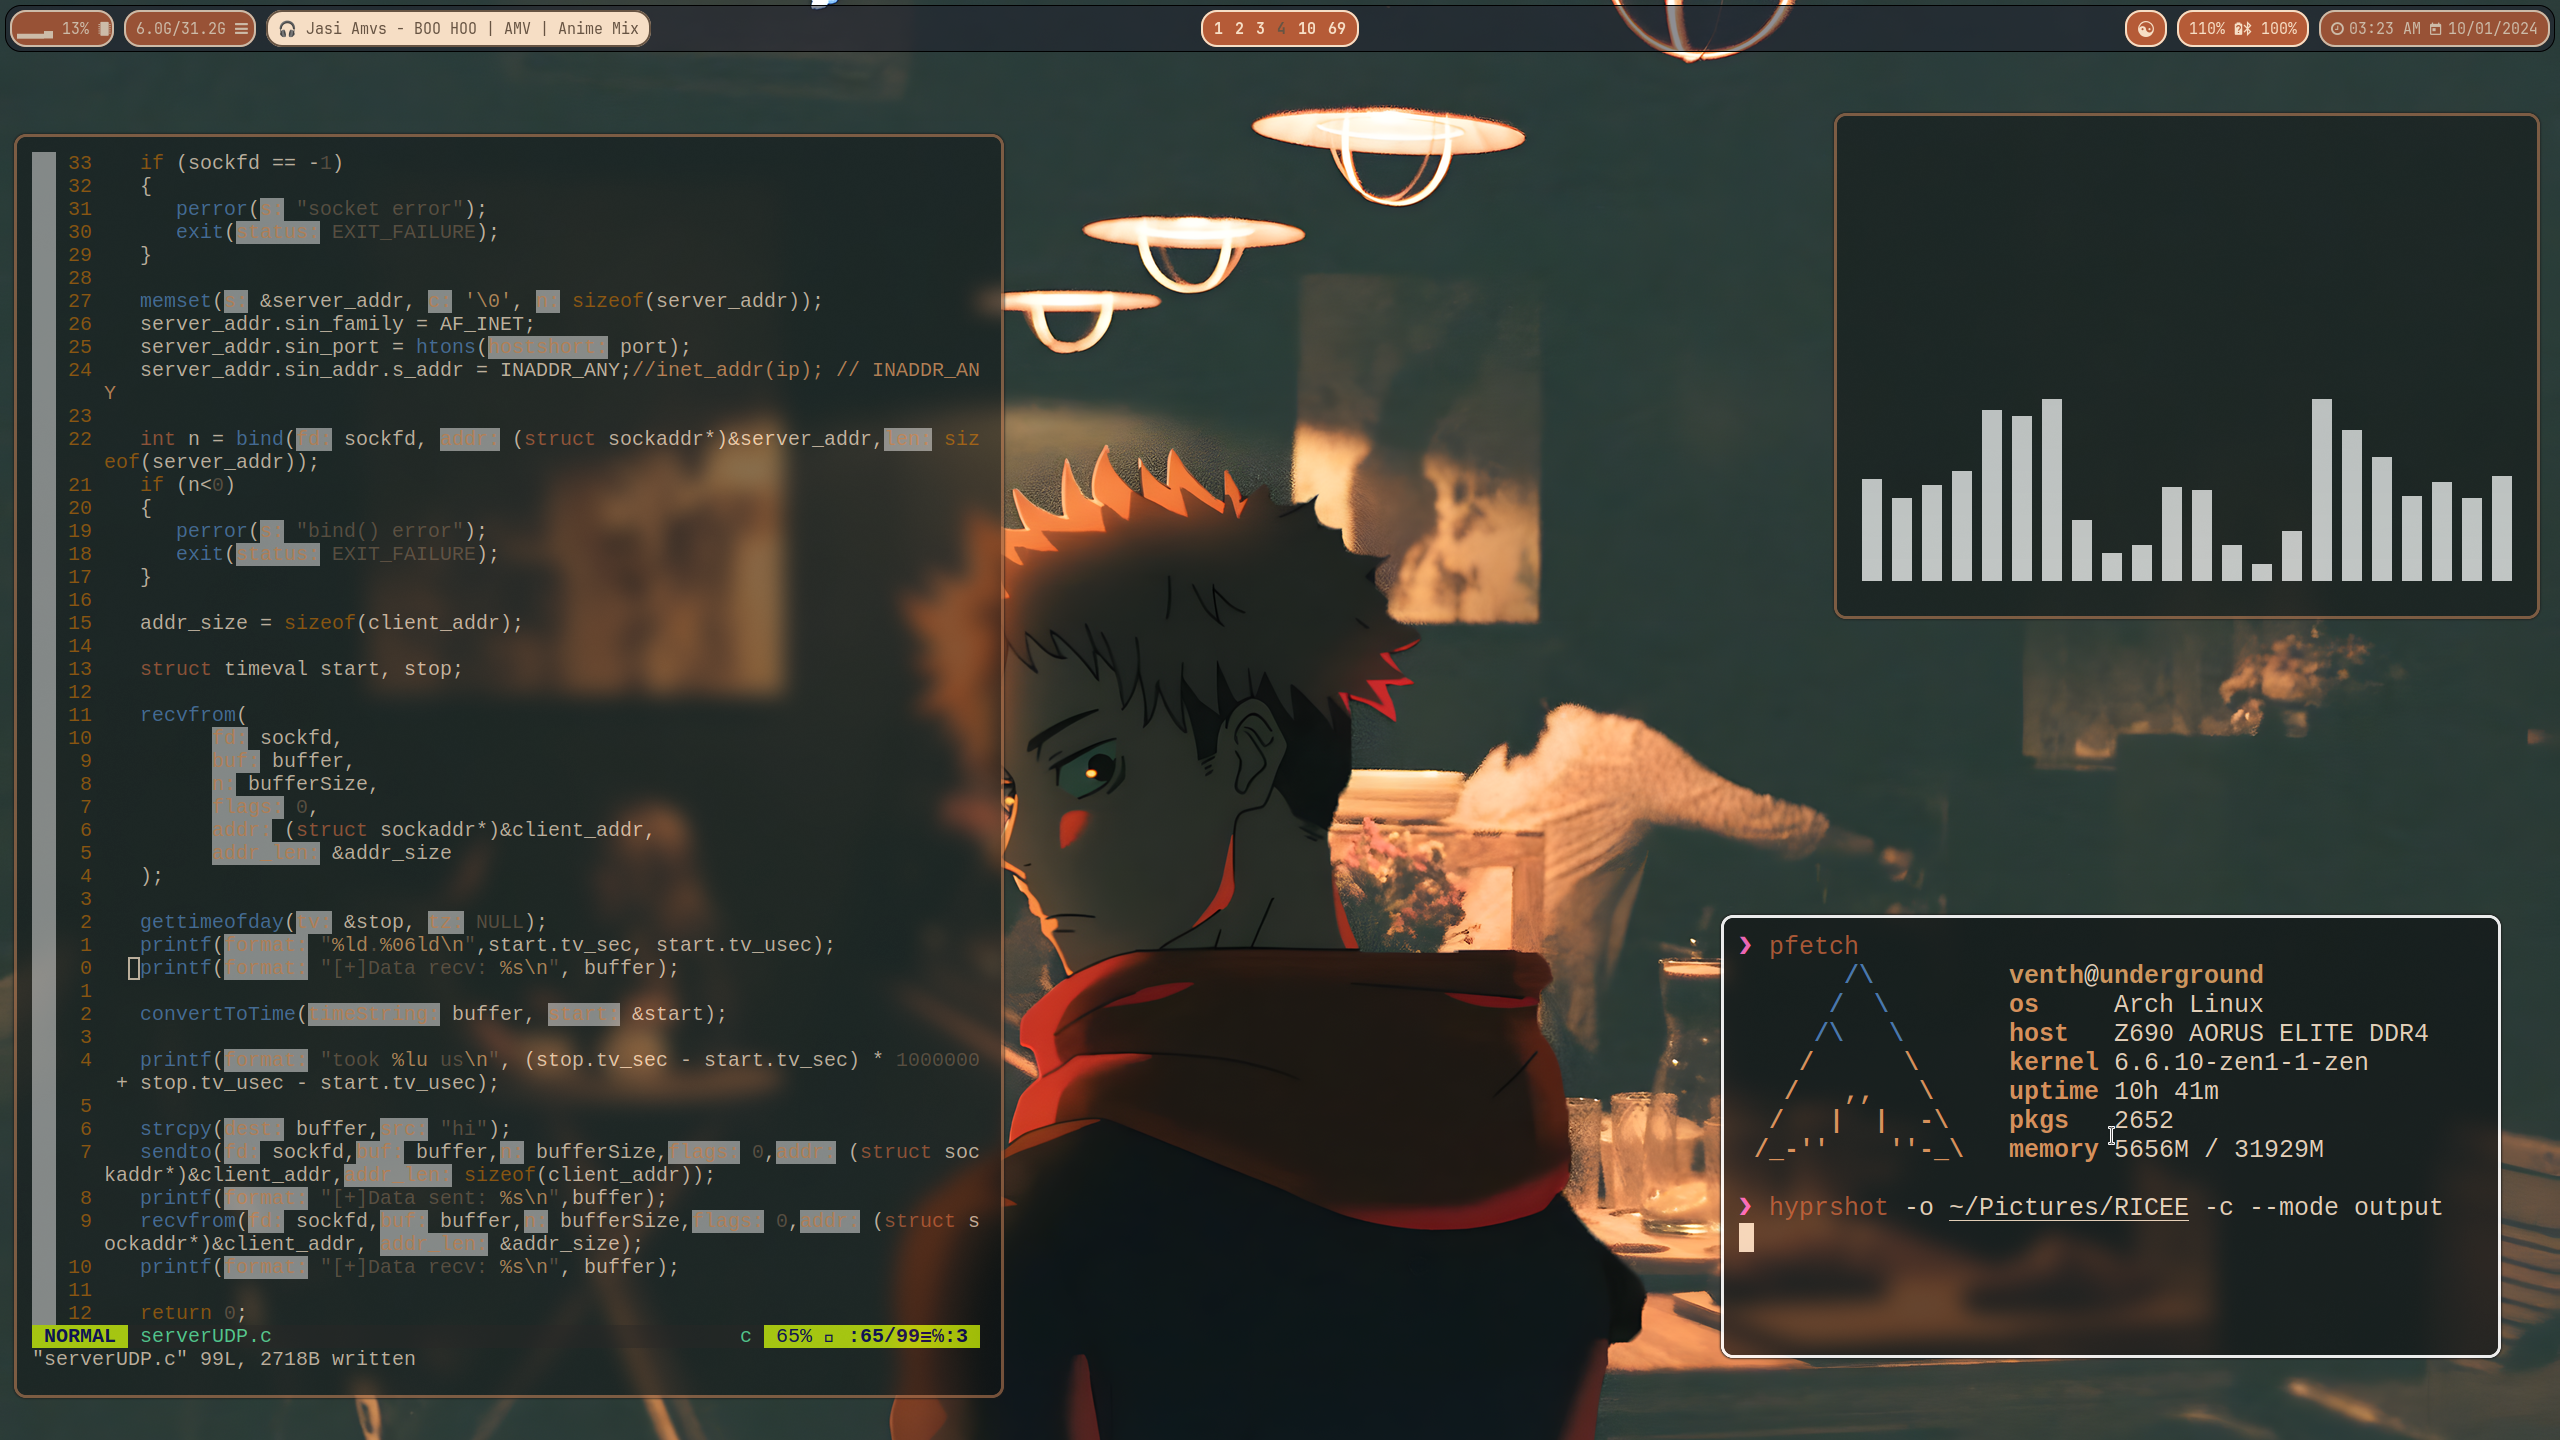 13%
6.0G/31.2G
Jasi Amvs - BOO HOO | AMV | Anime Mix
1 2 3 4 10 69
110% 100%
03:23 AM 10/01/2024
33 if (sockfd == -1)
32 {
31 perror(s: "socket error");
30 exit(status: EXIT_FAILURE);
29 }
28
27 memset(s: &server_addr, c: '\0', n: sizeof(server_addr));
26 server_addr.sin_family = AF_INET;
25 server_addr.sin_port = htons(hostshort: port);
24 server_addr.sin_addr.s_addr = INADDR_ANY;//inet_addr(ip); // INADDR_AN
Y
23
22 int n = bind(fd: sockfd, addr: (struct sockaddr*)&server_addr,len: siz
eof(server_addr));
21 if (n<0)
20 {
19 perror(s: "bind() error");
18 exit(status: EXIT_FAILURE);
17 }
16
15 addr_size = sizeof(client_addr);
14
13 struct timeval start, stop;
12
11 recvfrom(
10 fd: sockfd,
9 buf: buffer,
8 n: bufferSize,
7 flags: 0,
6 addr: (struct sockaddr*)&client_addr,
5 addr_len: &addr_size
4 );
3
2 gettimeofday(tv: &stop, tz: NULL);
1 printf(format: "%ld.%06ld\n",start.tv_sec, start.tv_usec);
0 printf(format: "[+]Data recv: %s\n", buffer);
1
2 convertToTime(timeString: buffer, start: &start);
3
4 printf(format: "took %lu us\n", (stop.tv_sec - start.tv_sec) * 1000000
+ stop.tv_usec - start.tv_usec);
5
6 strcpy(dest: buffer,src: "hi");
7 sendto(fd: sockfd,buf: buffer,n: bufferSize,flags: 0,addr: (struct soc
kaddr*)&client_addr,addr_len: sizeof(client_addr));
8 printf(format: "[+]Data sent: %s\n",buffer);
9 recvfrom(fd: sockfd,buf: buffer,n: bufferSize,flags: 0,addr: (struct s
ockaddr*)&client_addr, addr_len: &addr_size);
10 printf(format: "[+]Data recv: %s\n", buffer);
11
12 return 0;
NORMAL serverUDP.c c 65% :65/99≡℅:3
"serverUDP.c" 99L, 2718B written
❯ pfetch
venth@underground
os Arch Linux
host Z690 AORUS ELITE DDR4
kernel 6.6.10-zen1-1-zen
uptime 10h 41m
pkgs 2652
memory 5656M / 31929M
❯ hyprshot -o ~/Pictures/RICEE -c --mode output